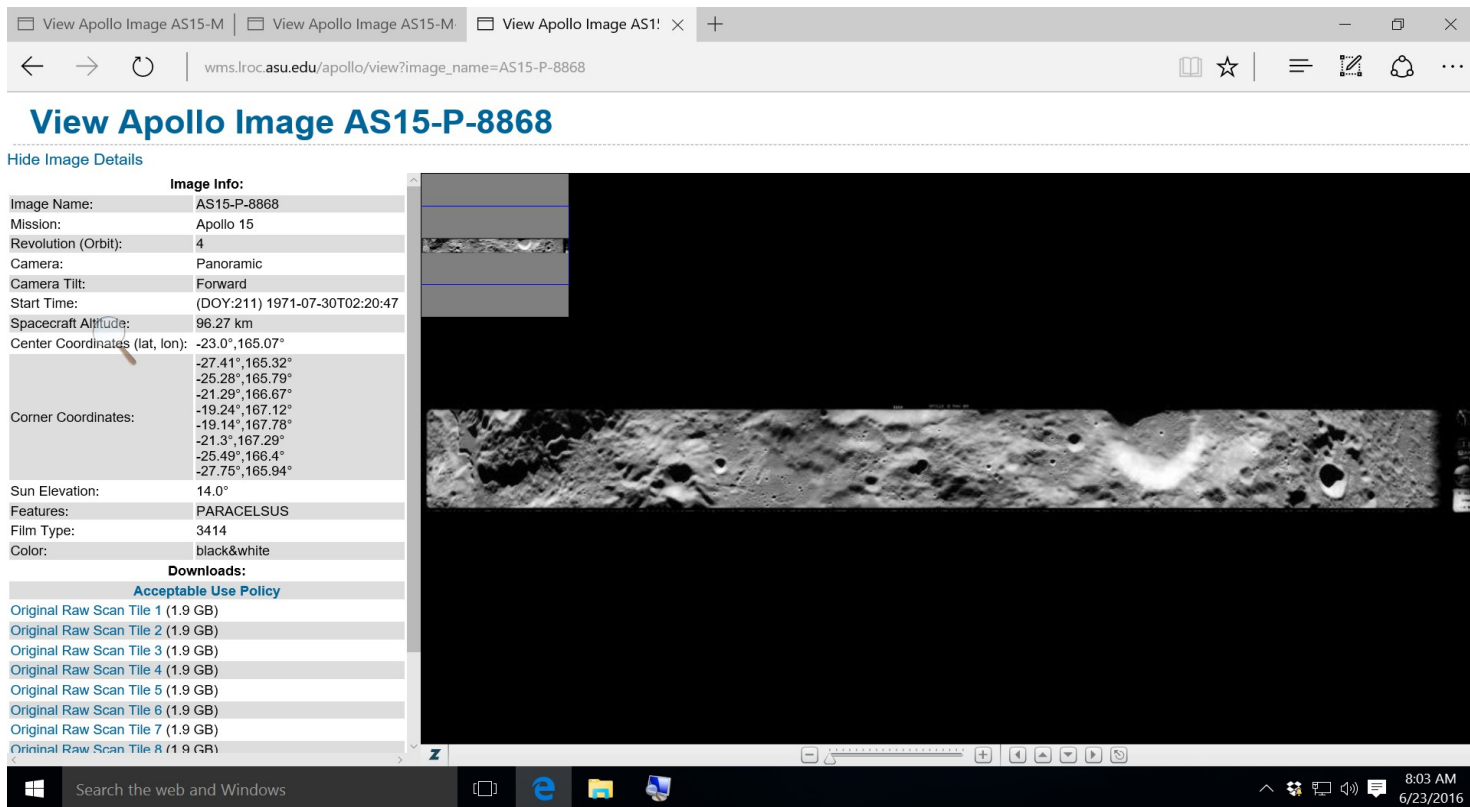 View Apollo Image AS15-M
View Apollo Image AS15-M
View Apollo Image AS1
wms.lroc.asu.edu/apollo/view?image_name=AS15-P-8868
View Apollo Image AS15-P-8868
Hide Image Details
Image Info:
Image Name: AS15-P-8868
Mission: Apollo 15
Revolution (Orbit): 4
Camera: Panoramic
Camera Tilt: Forward
Start Time: (DOY:211) 1971-07-30T02:20:47
Spacecraft Altitude: 96.27 km
Center Coordinates (lat, lon): -23.0°,165.07°
Corner Coordinates:
-27.41°,165.32°
-25.28°,165.79°
-21.29°,166.67°
-19.24°,167.12°
-19.14°,167.78°
-21.3°,167.29°
-25.49°,166.4°
-27.75°,165.94°
Sun Elevation: 14.0°
Features: PARACELSUS
Film Type: 3414
Color: black&white
Downloads:
Acceptable Use Policy
Original Raw Scan Tile 1 (1.9 GB)
Original Raw Scan Tile 2 (1.9 GB)
Original Raw Scan Tile 3 (1.9 GB)
Original Raw Scan Tile 4 (1.9 GB)
Original Raw Scan Tile 5 (1.9 GB)
Original Raw Scan Tile 6 (1.9 GB)
Original Raw Scan Tile 7 (1.9 GB)
Original Raw Scan Tile 8 (1.9 GB)
Z
Search the web and Windows
8:03 AM
6/23/2016